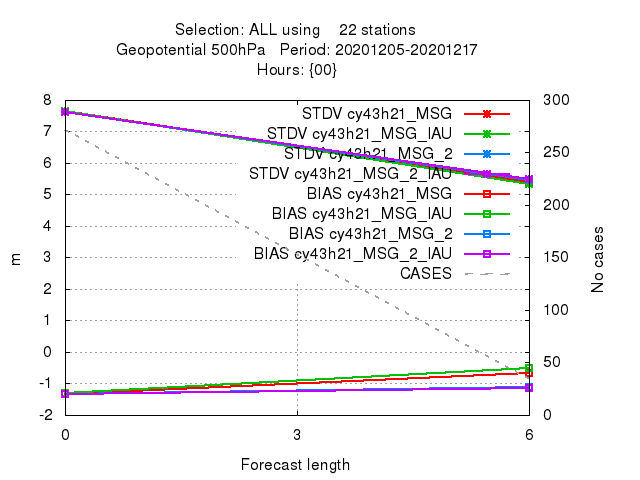 Selection: ALL using 22 stations
Geopotential 500hPa Period: 20201205-20201217
Hours: {00}
8 300
STDV cy43h21_MSG
7
STDV cy43h21_MSG_IAU
250
STDV cy43h21_MSG_2
6
STDV cy43h21_MSG_2_IAU
5 200
BIAS cy43h21_MSG
BIAS cy43h21_MSG_IAU
4
BIAS cy43h21_MSG_2
3 150
BIAS cy43h21_MSG_2_IAU
m No cases
CASES
2
1 100
0 50
-1
-2 0
0 3 6
Forecast length